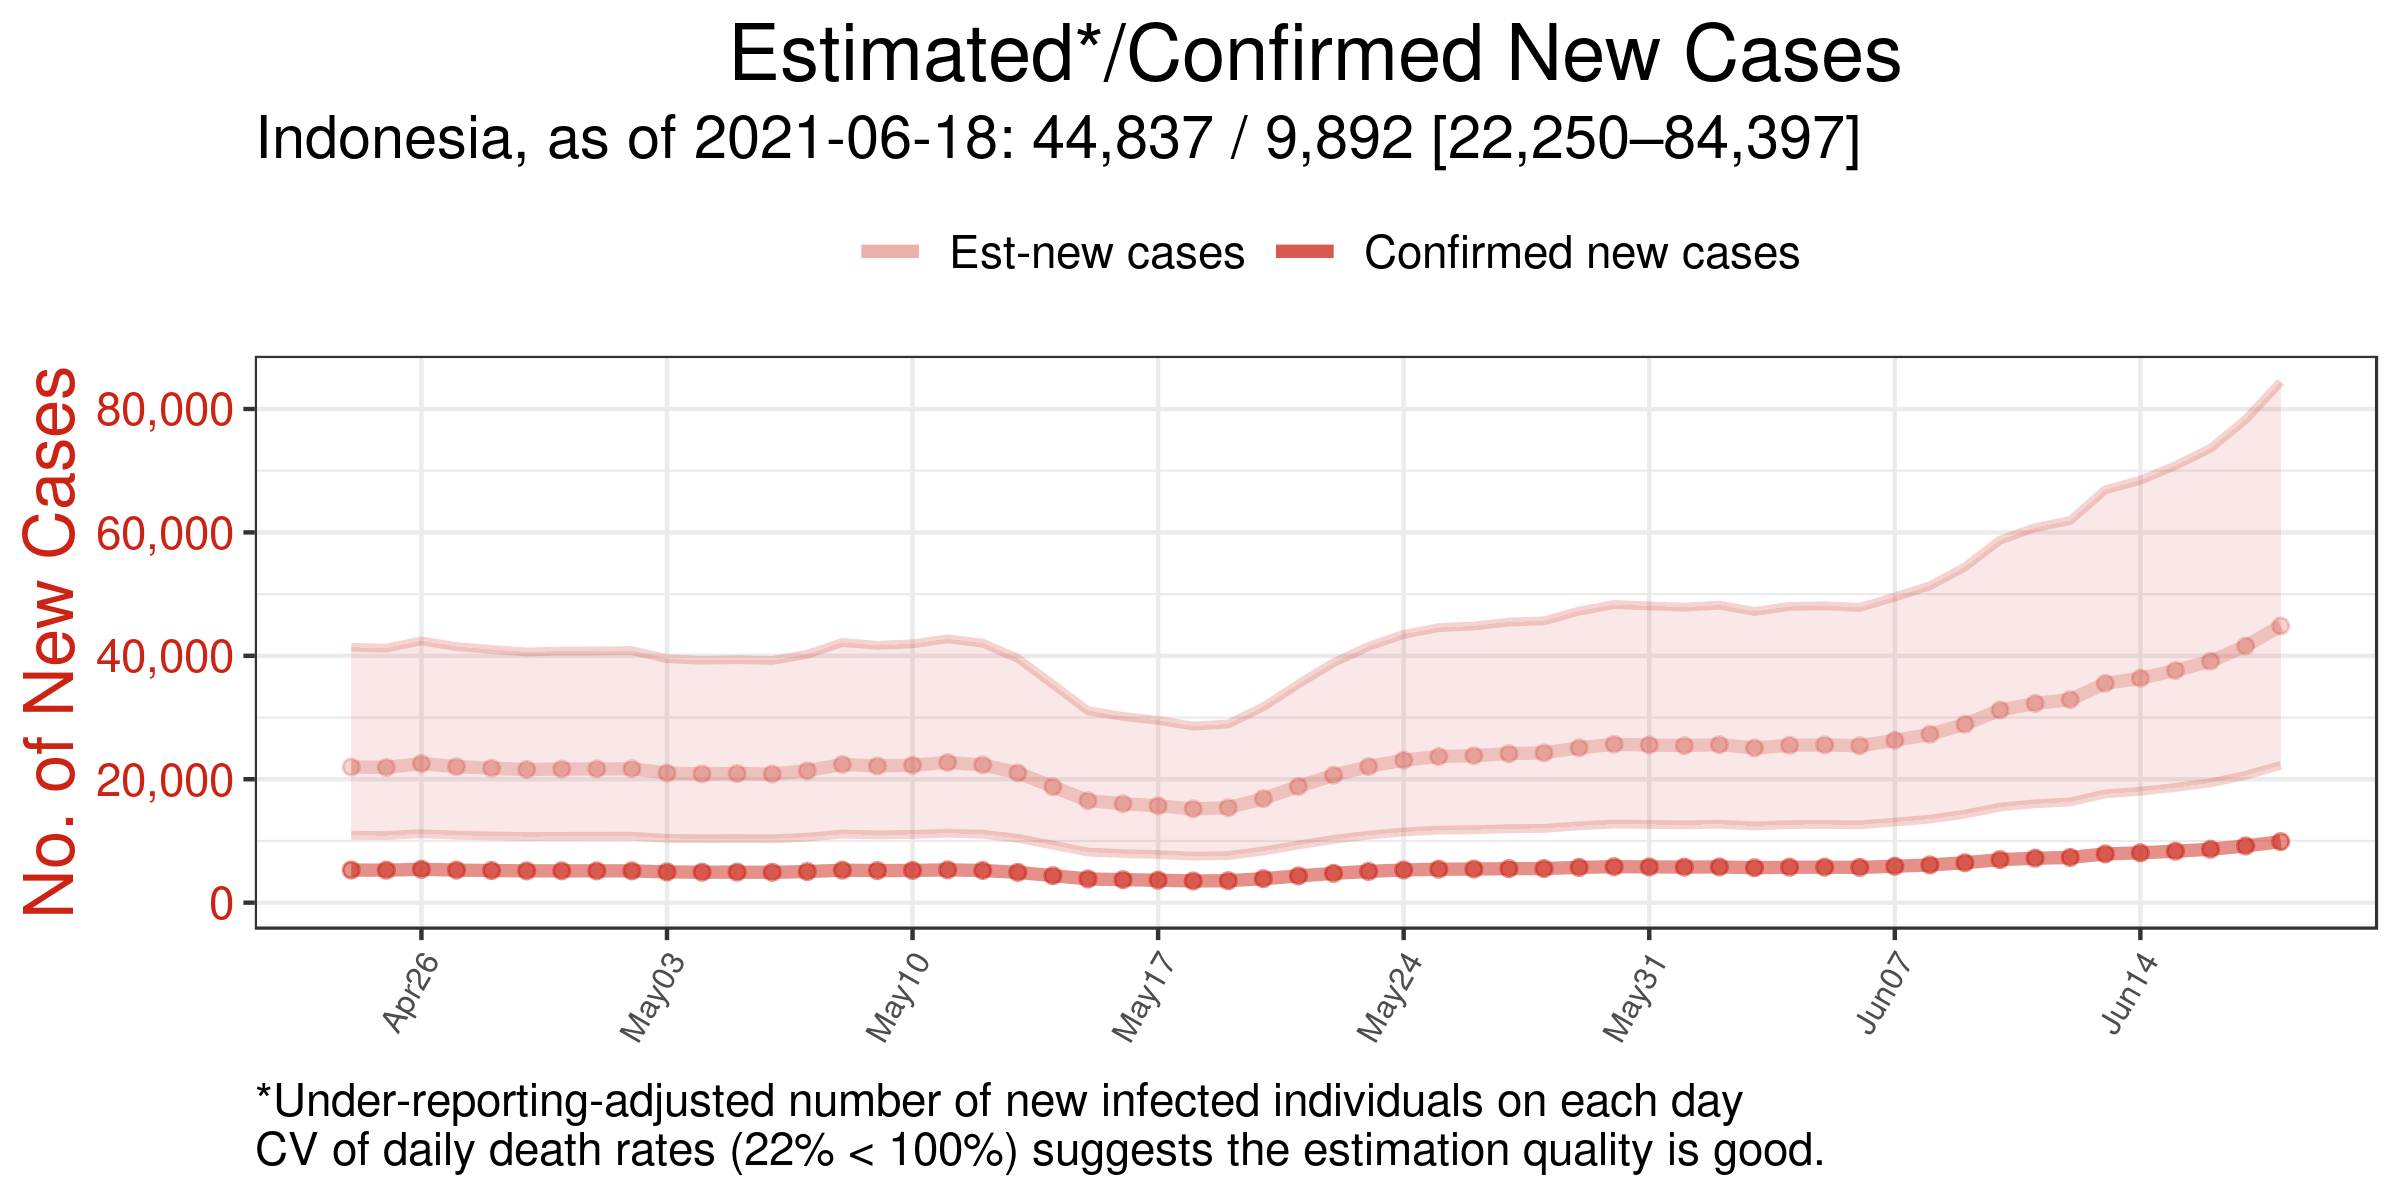 Estimated*/Confirmed New Cases
Indonesia, as of 2021-06-18: 44,837 / 9,892 [22,250–84,397]
Est-new cases
Confirmed new cases
No. of New Cases
80,000
60,000
40,000
20,000
0
Apr26
May03
May10
May17
May24
May31
Jun07
Jun14
*Under-reporting-adjusted number of new infected individuals on each day
CV of daily death rates (22% < 100%) suggests the estimation quality is good.